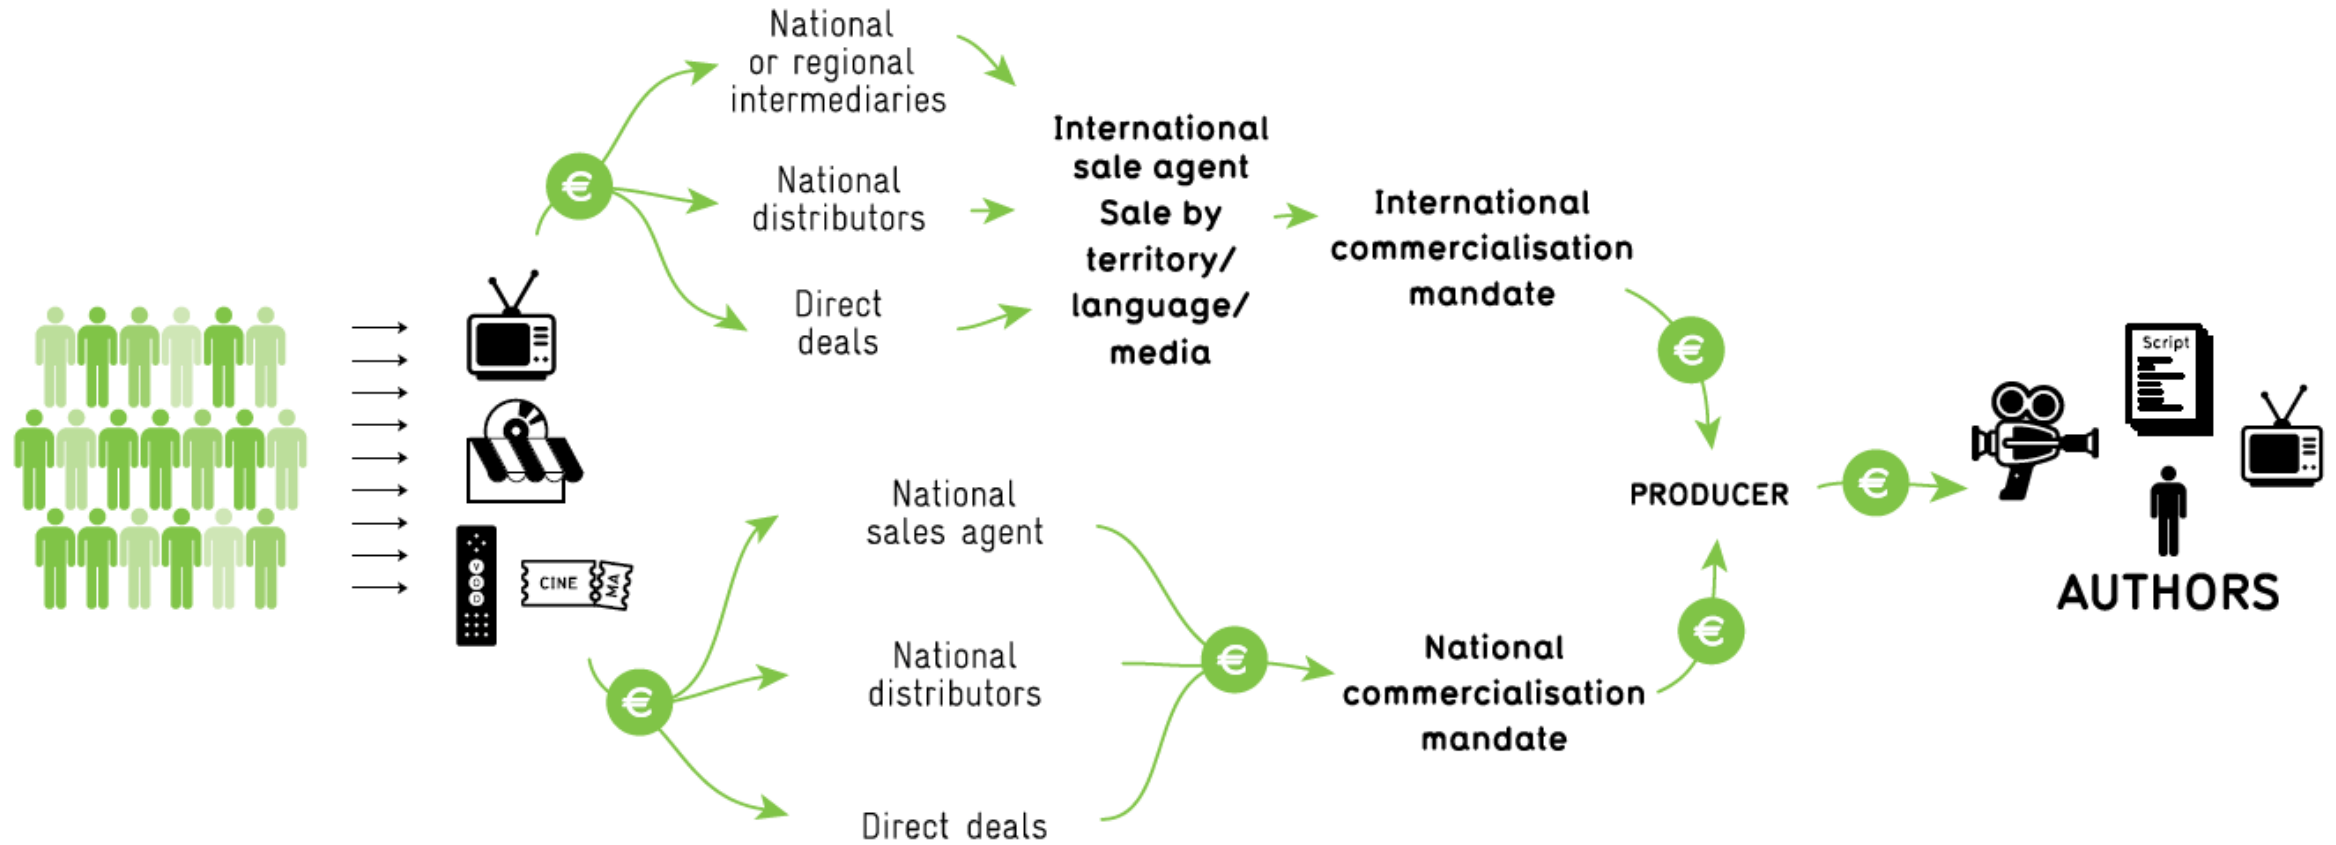 National
or regional
intermediaries
€
National
distributors
Direct
deals
International
sale agent
Sale by
territory/
language/
media
International
commercialisation
mandate
€
CINE
MA
VOD
€
National
sales agent
National
distributors
Direct deals
€
National
commercialisation
mandate
€
PRODUCER
€
Script
AUTHORS